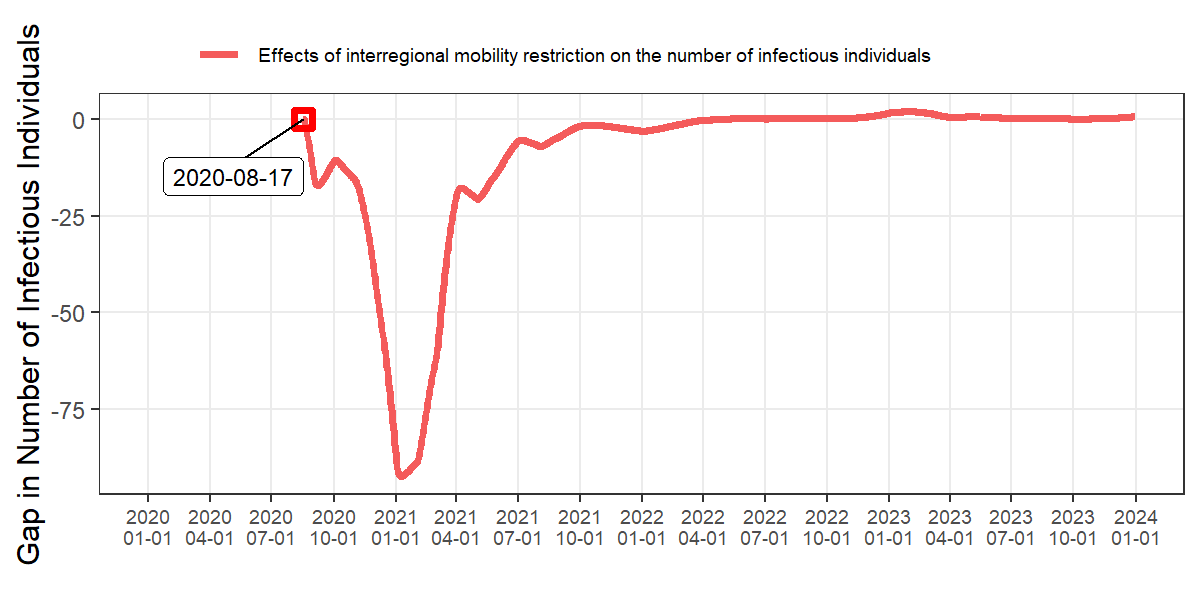 Effects of interregional mobility restriction on the number of infectious individuals
Gap in Number of Infectious Individuals
0
-25
-50
-75
2020-08-17
2020 2020 2020 2020 2021 2021 2021 2021 2022 2022 2022 2022 2023 2023 2023 2023 2024
01-01 04-01 07-01 10-01 01-01 04-01 07-01 10-01 01-01 04-01 07-01 10-01 01-01 04-01 07-01 10-01 01-01